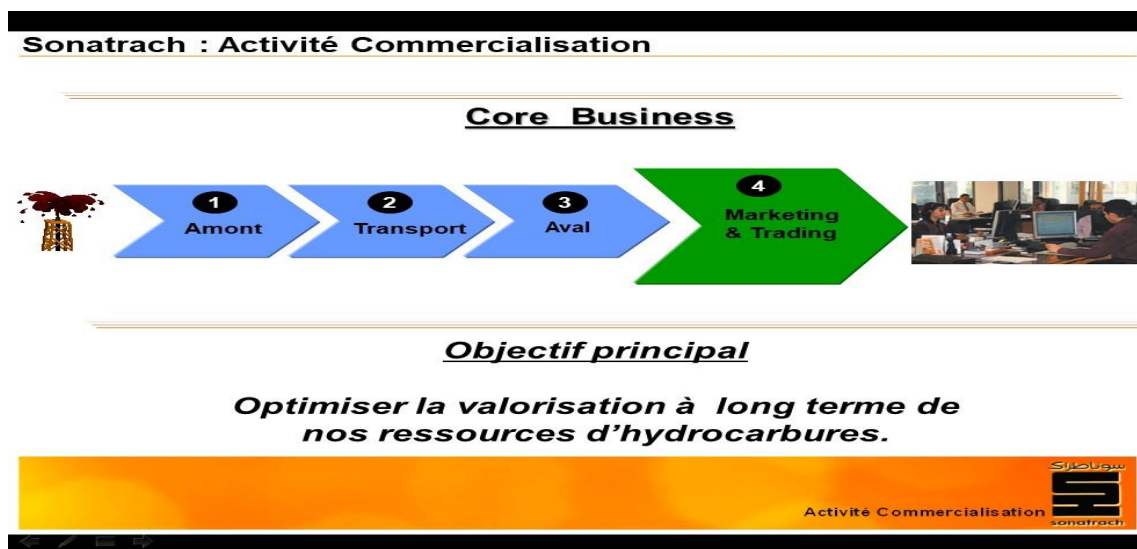 Sonatrach : Activité Commercialisation
Core Business
1
Amont
2
Transport
3
Aval
4
Marketing
& Trading
Objectif principal
Optimiser la valorisation à long terme de
nos ressources d’hydrocarbures.
سوناطراك
Activité Commercialisation
sonatrach